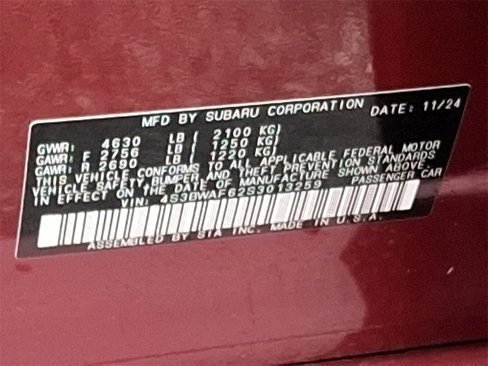 MFD BY SUBARU CORPORATION DATE: 11/24
GVWR: 4630 LB ( 2100 KG)
GAWR: F 2756 LB ( 1250 KG)
GAWR: R 2690 LB ( 1220 KG)
THIS VEHICLE CONFORMS TO ALL APPLICABLE FEDERAL MOTOR
VEHICLE SAFETY, BUMPER AND THEFT PREVENTION STANDARDS
IN EFFECT ON THE DATE OF MANUFACTURE SHOWN ABOVE.
VIN: 4S3BWAF62S3013259 PASSENGER CAR
ASSEMBLED BY SIA INC. MADE IN U.S.A.